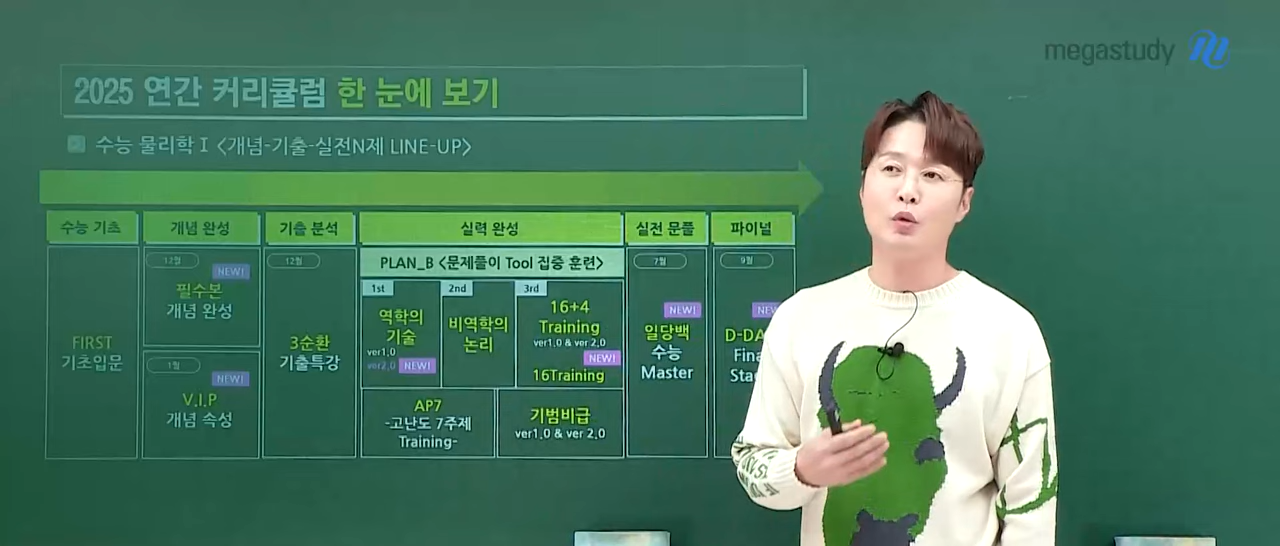 megastudy
2025 연간 커리큘럼 한 눈에 보기
수능 물리학 I <개념-기출-실전N제 LINE-UP>
수능 기초
개념 완성
기출 분석
실력 완성
실전 문풀
파이널
FIRST
기초입문
12월
NEW!
필수본
개념 완성
1월
NEW!
V.I.P
개념 속성
12월
3순환
기출특강
PLAN_B <문제풀이 Tool 집중 훈련>
1st
역학의
기술
ver1.0
ver2.0 NEW!
2nd
비역학의
논리
3rd
16+4
Training
ver1.0 & ver 2.0
NEW!
16Training
AP7
-고난도 7주제
Training-
기범비급
ver1.0 & ver 2.0
7월
NEW!
일당백
수능
Master
9월
NEW
D-DA
Fina
Sta